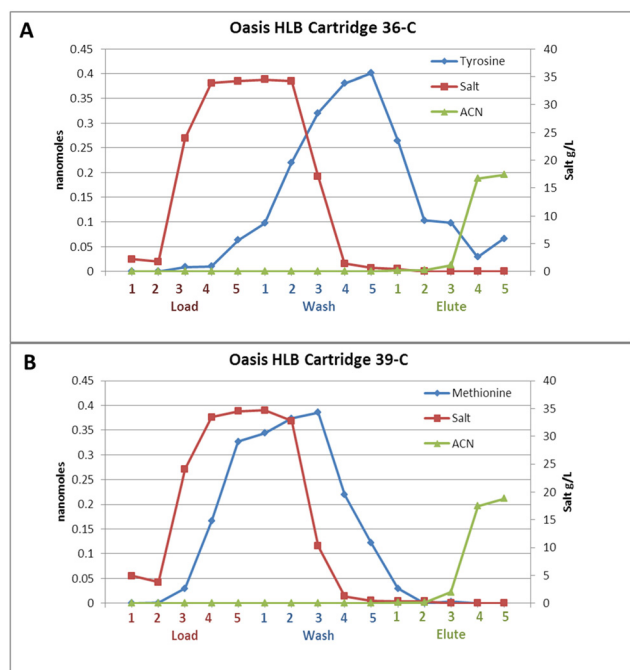 A
Oasis HLB Cartridge 36-C
0.45
0.4
0.35
0.3
0.25
0.2
0.15
0.1
0.05
0
nanomoles
40
35
30
25
20
15
10
5
0
Salt g/L
Tyrosine
Salt
ACN
1 2 3 4 5 1 2 3 4 5 1 2 3 4 5
Load Wash Elute
B
Oasis HLB Cartridge 39-C
0.45
0.4
0.35
0.3
0.25
0.2
0.15
0.1
0.05
0
nanomoles
40
35
30
25
20
15
10
5
0
Salt g/L
Methionine
Salt
ACN
1 2 3 4 5 1 2 3 4 5 1 2 3 4 5
Load Wash Elute